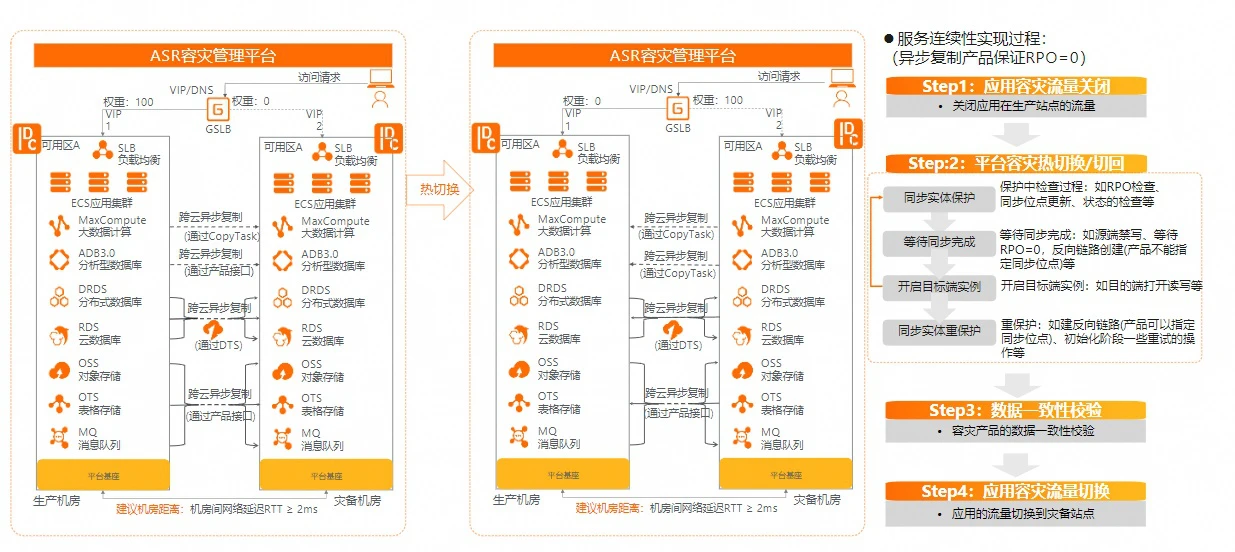 ASR容灾管理平台
访问请求
VIP/DNS
权重：100
权重：0
GSLB
VIP
1
VIP
2
IDC
IDC
可用区A
SLB
负载均衡
可用区A
SLB
负载均衡
ECS应用集群
ECS应用集群
MaxCompute
大数据计算
跨云异步复制
(通过CopyTask)
MaxCompute
大数据计算
ADB3.0
分析型数据库
跨云异步复制
(通过产品接口)
ADB3.0
分析型数据库
DRDS
分布式数据库
跨云异步复制
DRDS
分布式数据库
RDS
云数据库
(通过DTS)
RDS
云数据库
OSS
对象存储
OSS
对象存储
跨云异步复制
(通过产品接口)
OTS
表格存储
OTS
表格存储
MQ
消息队列
MQ
消息队列
平台基座
平台基座
生产机房
灾备机房
建议机房距离：机房间网络延迟RTT ≥ 2ms
热切换
ASR容灾管理平台
访问请求
VIP/DNS
权重：0
权重：100
GSLB
VIP
1
VIP
2
IDC
IDC
可用区A
SLB
负载均衡
可用区A
SLB
负载均衡
ECS应用集群
ECS应用集群
MaxCompute
大数据计算
跨云异步复制
(通过CopyTask)
MaxCompute
大数据计算
ADB3.0
分析型数据库
跨云异步复制
(通过CopyTask)
ADB3.0
分析型数据库
DRDS
分布式数据库
跨云异步复制
DRDS
分布式数据库
RDS
云数据库
(通过DTS)
RDS
云数据库
OSS
对象存储
OSS
对象存储
跨云异步复制
(通过产品接口)
OTS
表格存储
OTS
表格存储
MQ
消息队列
MQ
消息队列
平台基座
平台基座
生产机房
灾备机房
建议机房距离：机房间网络延迟RTT ≥ 2ms
● 服务连续性实现过程：
（异步复制产品保证RPO=0）
Step1：应用容灾流量关闭
• 关闭应用在生产站点的流量
Step:2：平台容灾热切换/切回
同步实体保护
保护中检查过程：如RPO检查、
同步位点更新、状态的检查等
等待同步完成
等待同步完成：如源端禁写、等待
RPO=0，反向链路创建(产品不能指
定同步位点)等
开启目标端实例
开启目标端实例：如目的端打开读写等
同步实体重保护
重保护：如建反向链路(产品可以指定
同步位点)、初始化阶段一些重试的操
作等
Step3：数据一致性校验
• 容灾产品的数据一致性校验
Step4：应用容灾流量切换
• 应用的流量切换到灾备站点